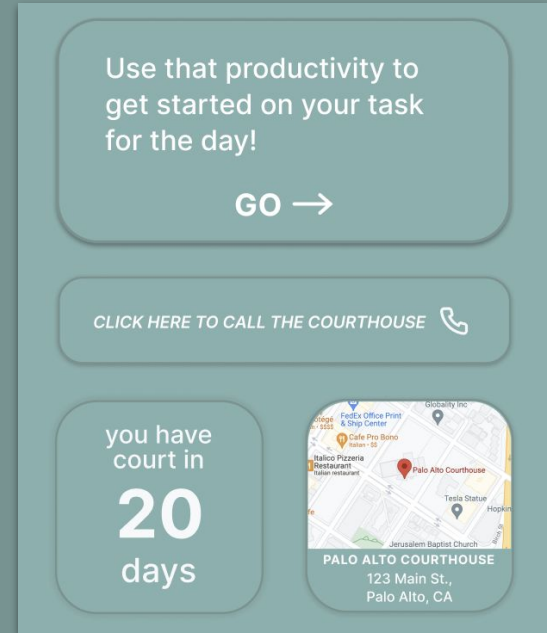 Use that productivity to
get started on your task
for the day!
GO
CLICK HERE TO CALL THE COURTHOUSE
you have
court in
20
days
Globality Inc
FedEx Office Print
& Ship Center
Cafe Pro Bono
Italian · $$
Italico Pizzeria
Restaurant
Italian restaurant
Palo Alto Courthouse
Tesla Statue
Jerusalem Baptist Church
Birch St
PALO ALTO COURTHOUSE
123 Main St.,
Palo Alto, CA